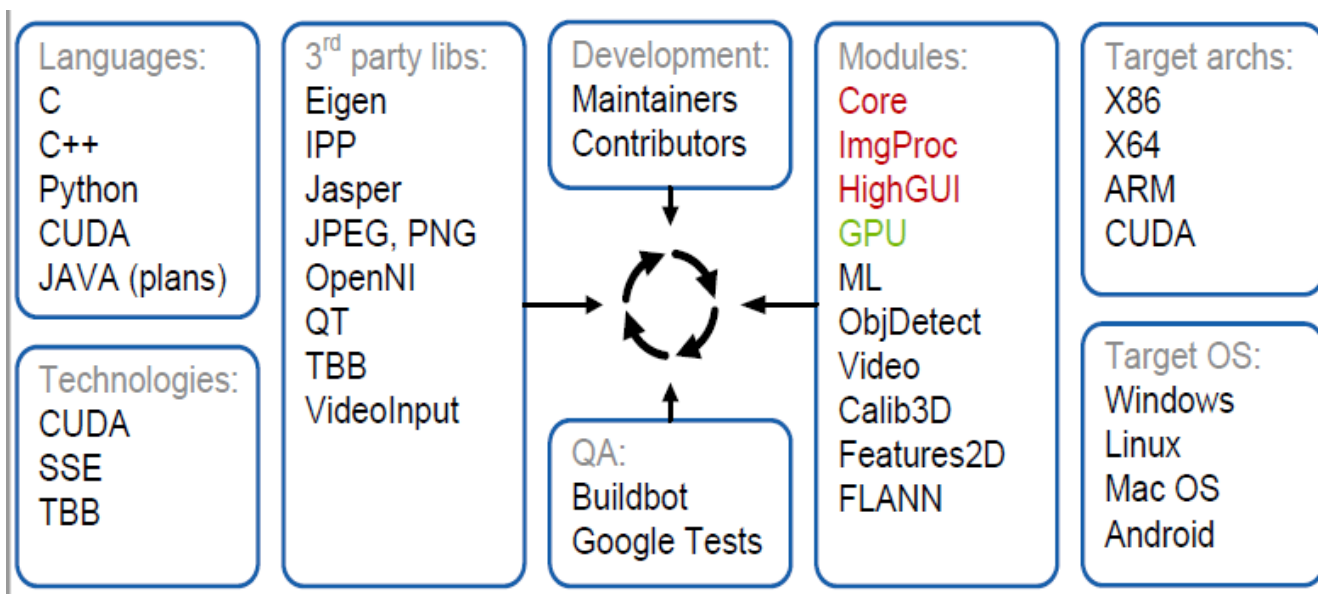 Languages:
C
C++
Python
CUDA
JAVA (plans)
Technologies:
CUDA
SSE
TBB
3rd party libs:
Eigen
IPP
Jasper
JPEG, PNG
OpenNI
QT
TBB
VideoInput
Development:
Maintainers
Contributors
QA:
Buildbot
Google Tests
Modules:
Core
ImgProc
HighGUI
GPU
ML
ObjDetect
Video
Calib3D
Features2D
FLANN
Target archs:
X86
X64
ARM
CUDA
Target OS:
Windows
Linux
Mac OS
Android